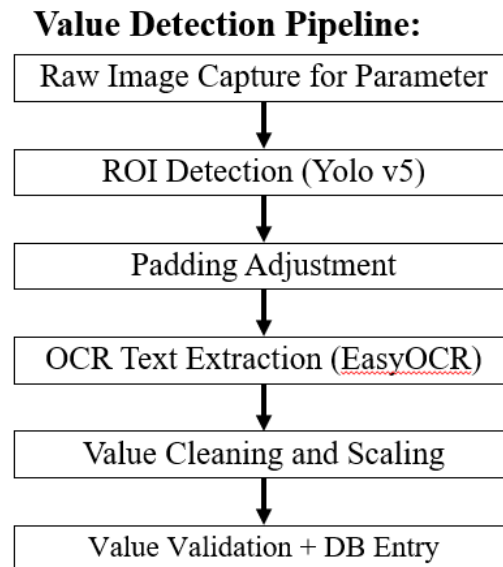 Value Detection Pipeline:
Raw Image Capture for Parameter
ROI Detection (Yolo v5)
Padding Adjustment
OCR Text Extraction (EasyOCR)
Value Cleaning and Scaling
Value Validation + DB Entry